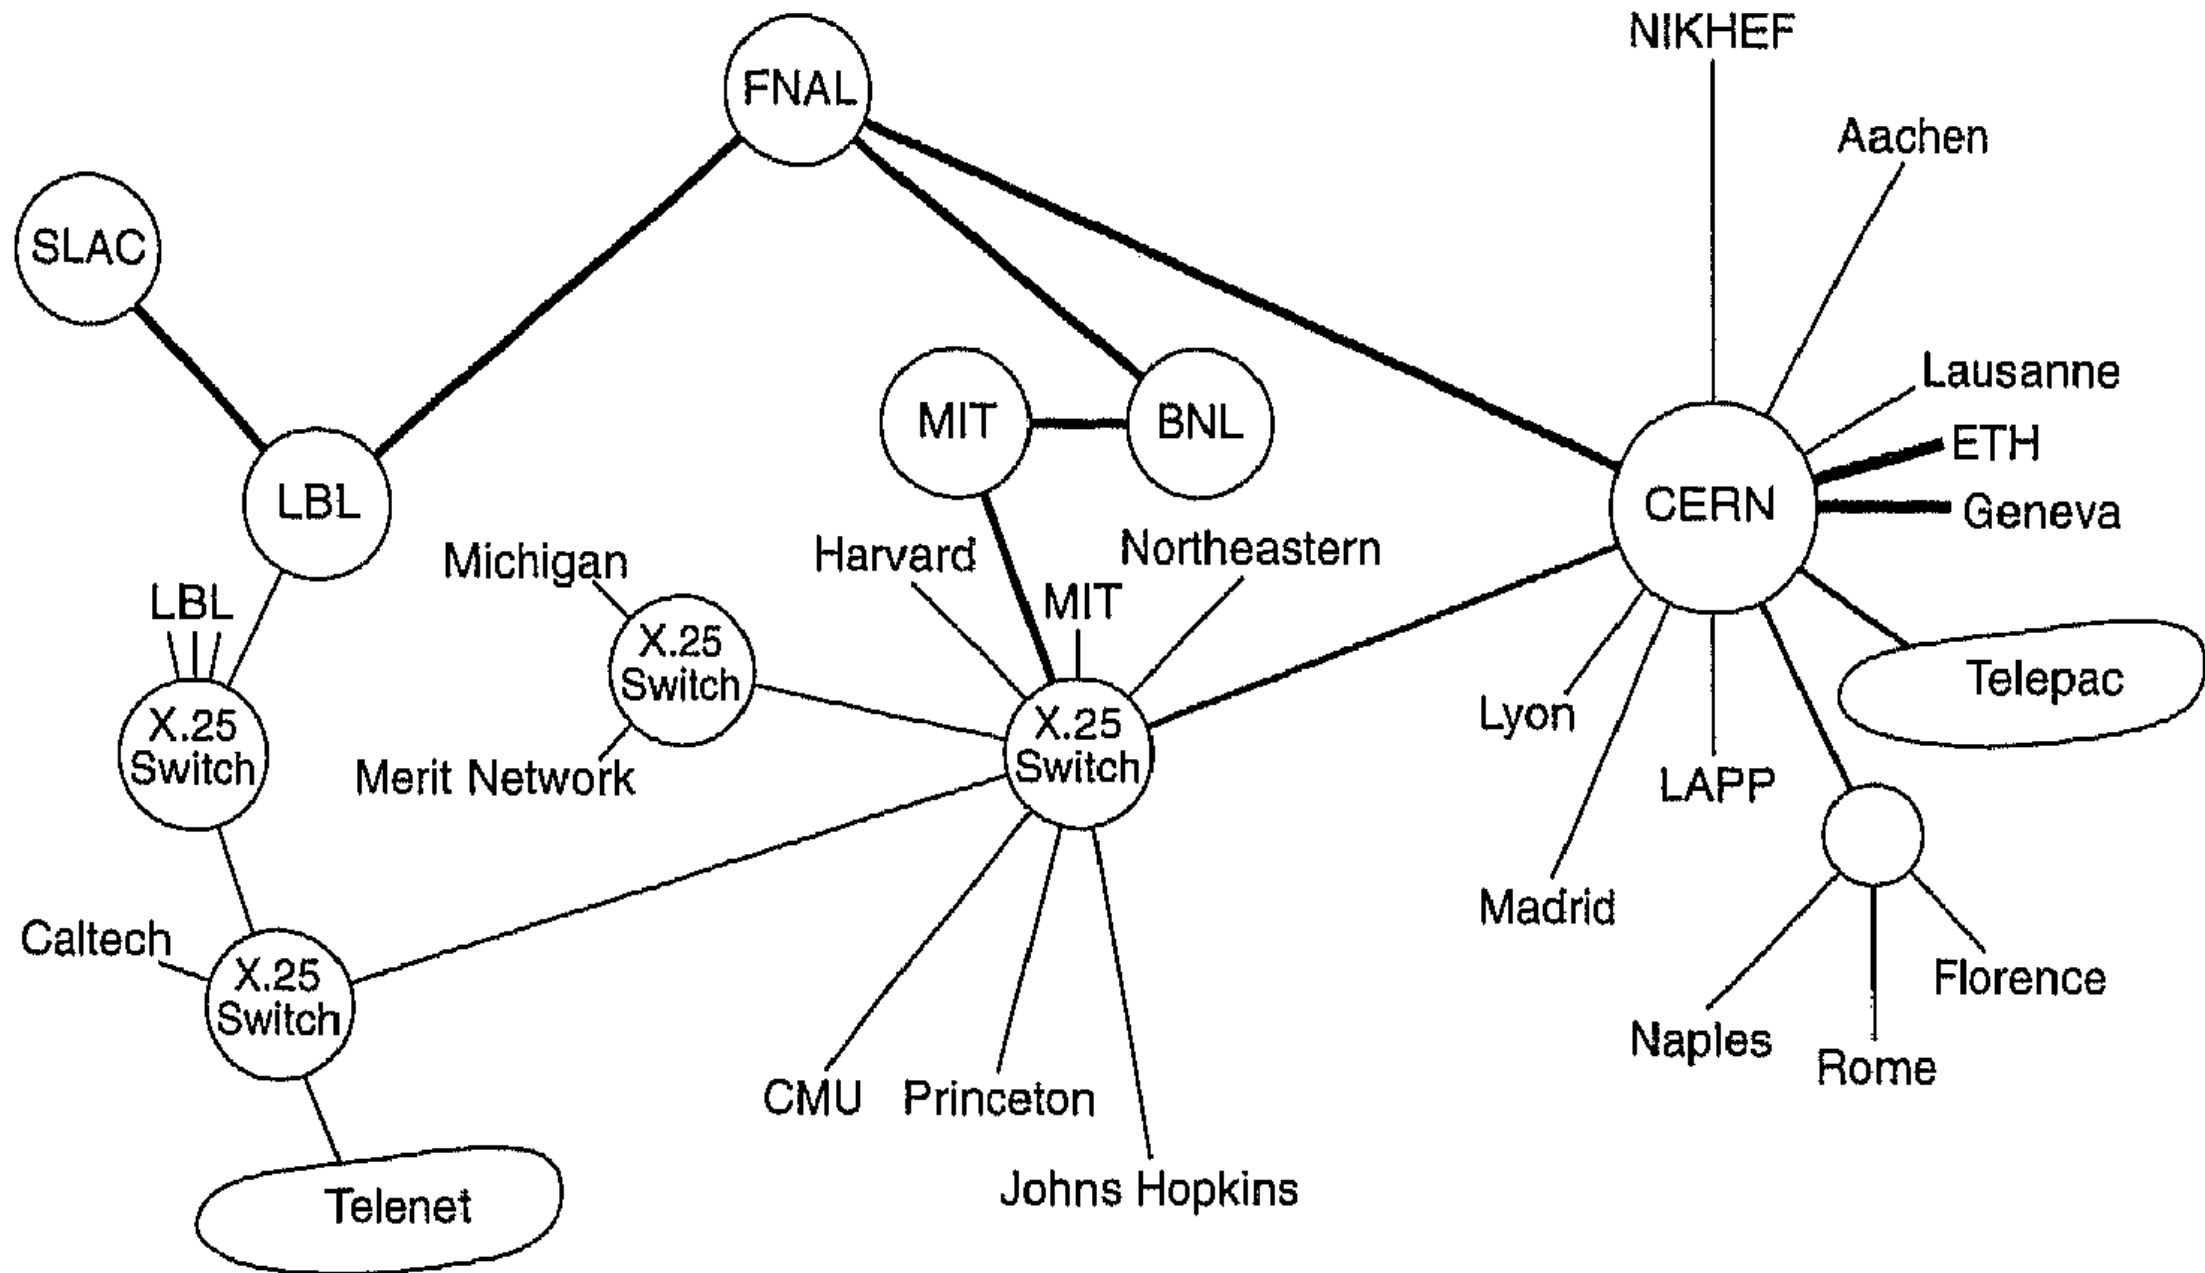 NIKHEF
FNAL
Aachen
SLAC
Lausanne
MIT
BNL
ETH
LBL
CERN
Geneva
Michigan
Harvard
Northeastern
LBL
MIT
X.25
Switch
Telepac
Lyon
X.25
Switch
X.25
Switch
Merit Network
LAPP
Madrid
Caltech
X.25
Switch
Florence
Naples
Rome
CMU
Princeton
Johns Hopkins
Telenet